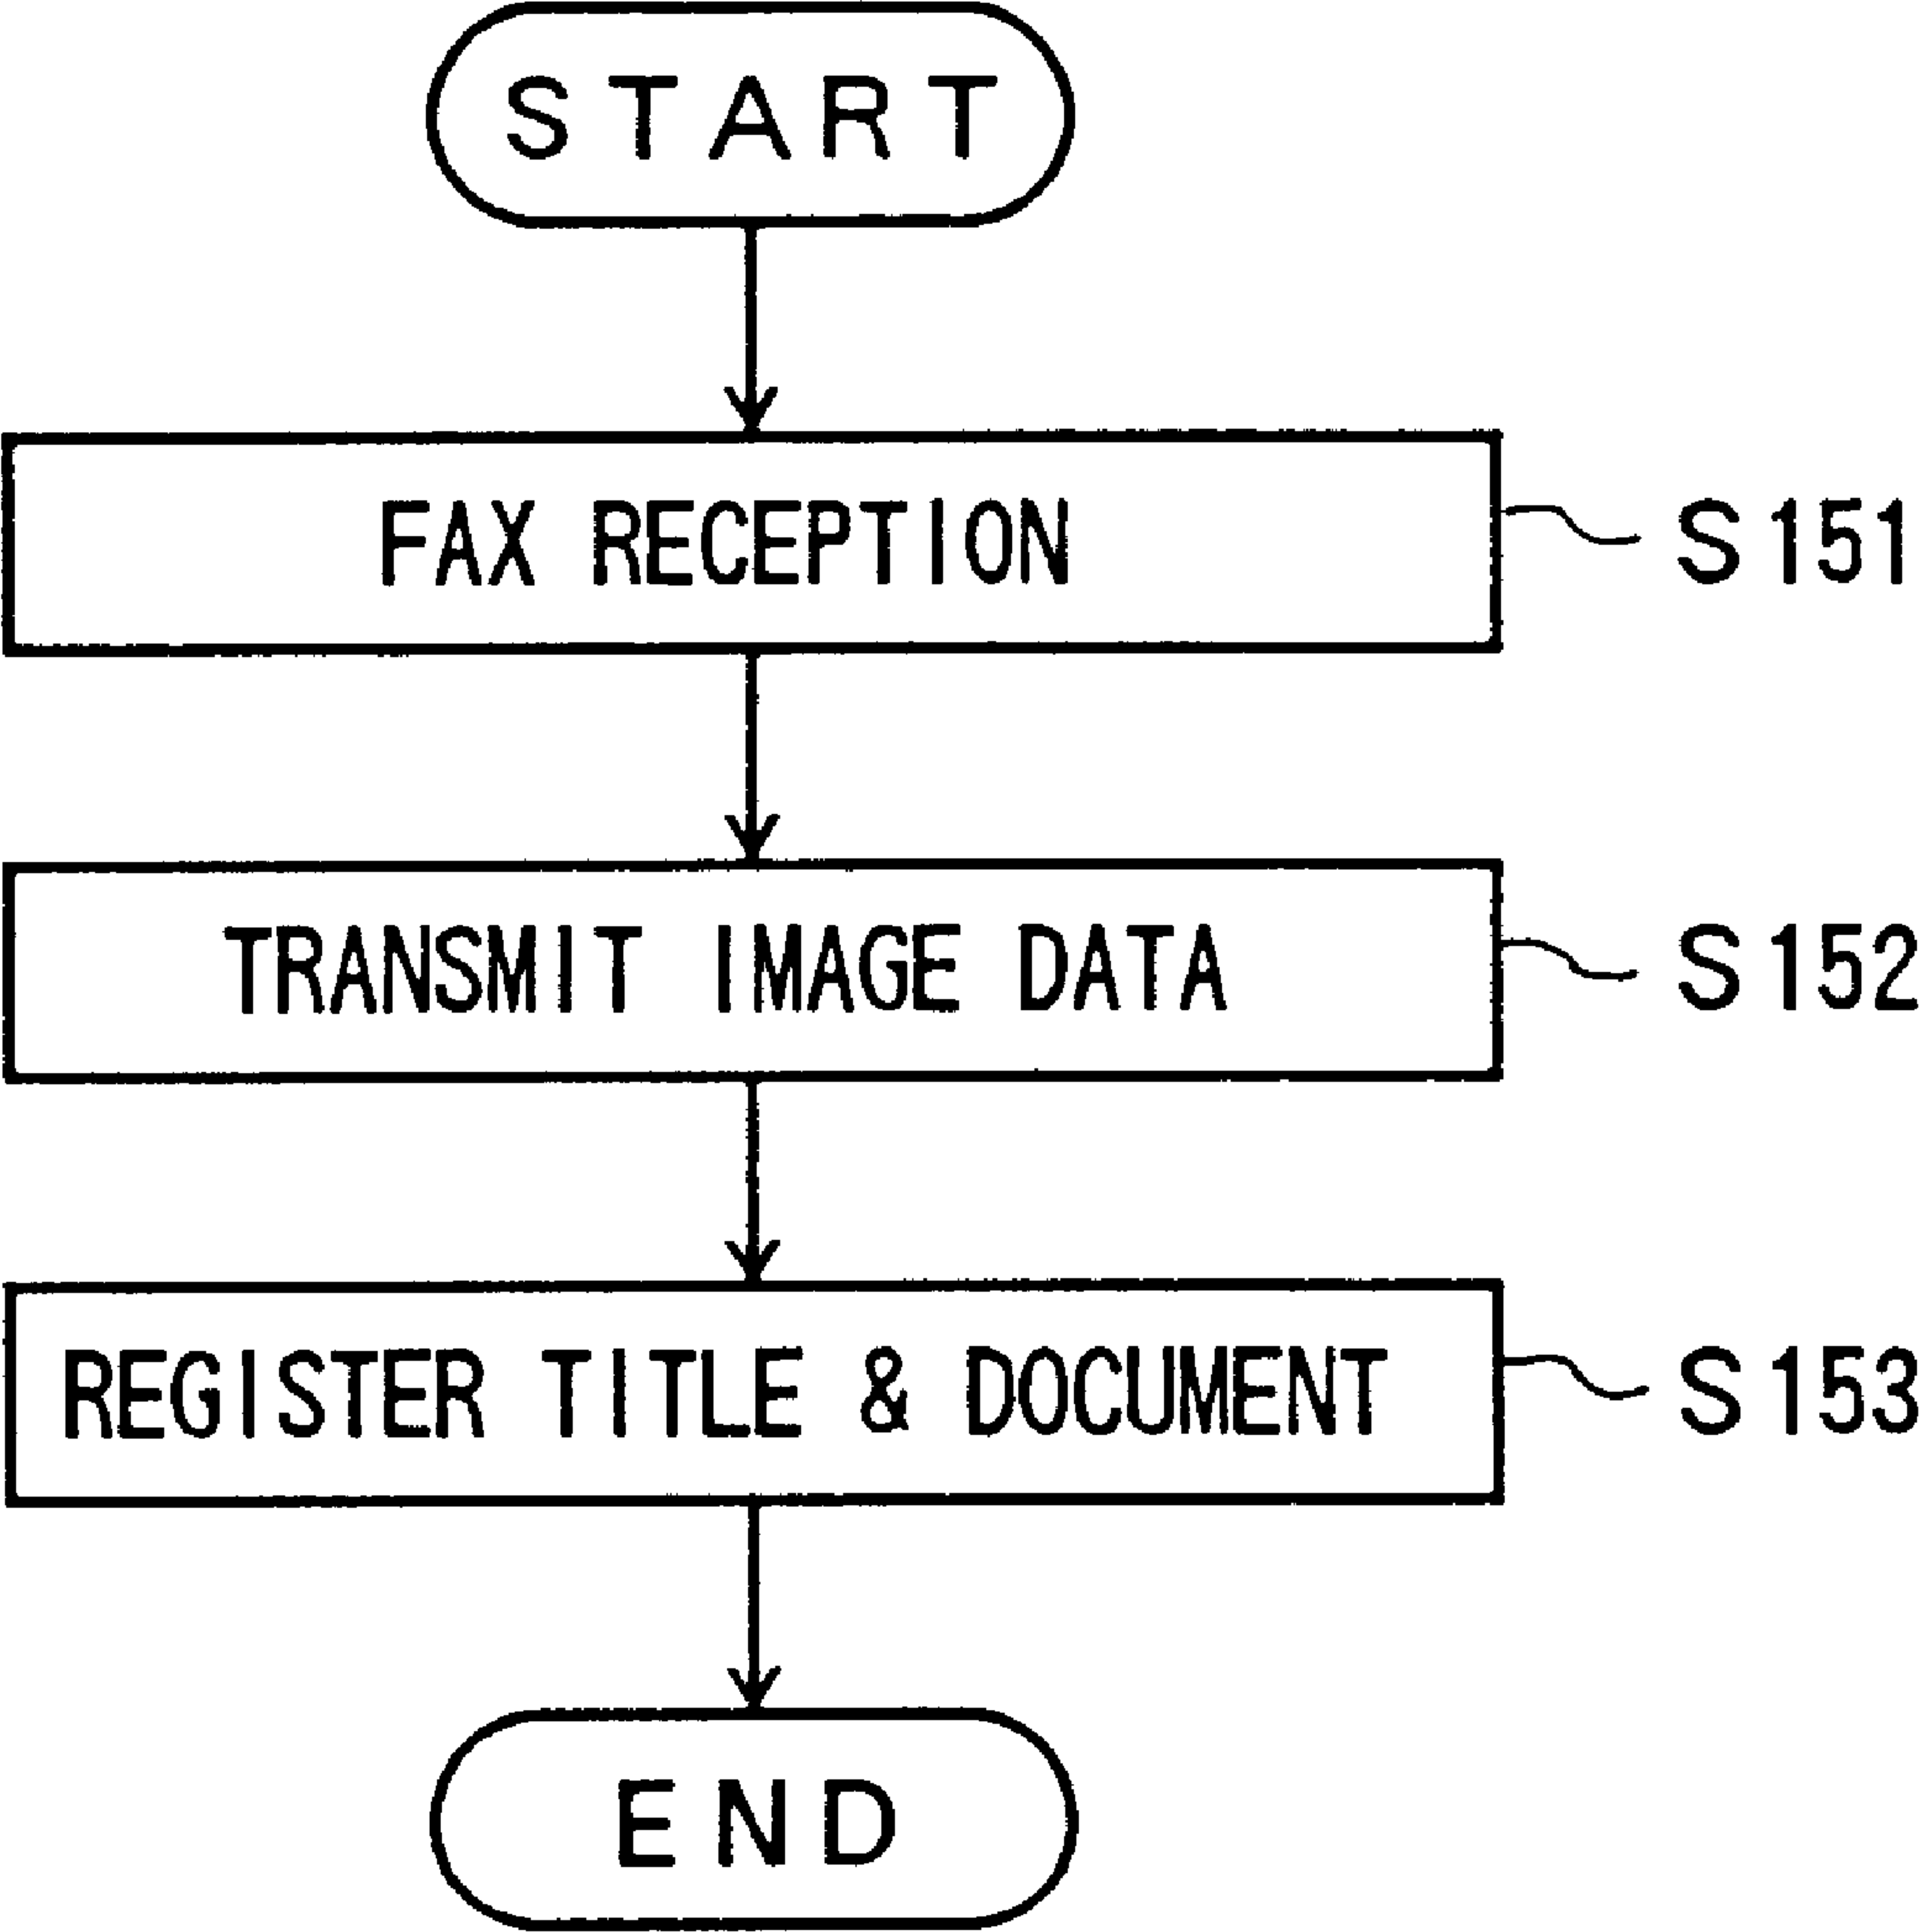 START
FAX RECEPTION S151
TRANSMIT IMAGE DATA S152
REGISTER TITLE & DOCUMENT S153
END